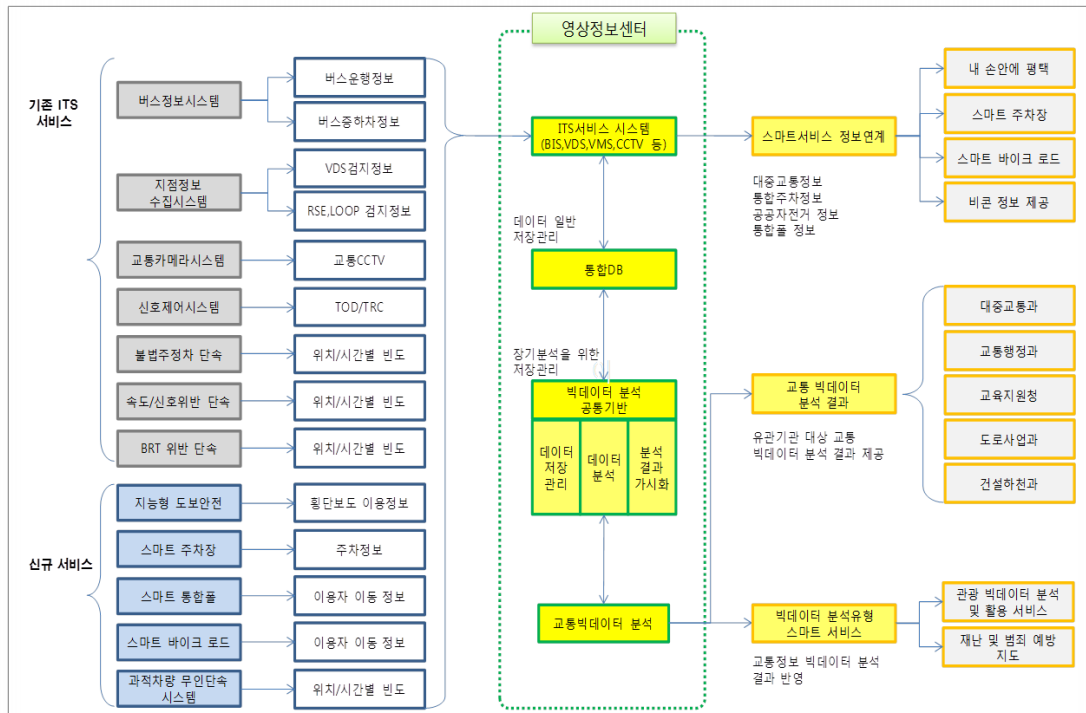 영상정보센터
기존 ITS
서비스
버스정보시스템
버스운행정보
버스중하차정보
지점정보
수집시스템
VDS검지정보
RSE,LOOP 검지정보
교통카메라시스템
교통CCTV
신호제어시스템
TOD/TRC
불법주정차 단속
위치/시간별 빈도
속도/신호위반 단속
위치/시간별 빈도
BRT 위반 단속
위치/시간별 빈도
신규 서비스
지능형 도보안전
횡단보도 이용정보
스마트 주차장
주차정보
스마트 통합폴
이용자 이동 정보
스마트 바이크 로드
이용자 이동 정보
과적차량 무인단속
시스템
위치/시간별 빈도
ITS서비스 시스템
(BIS,VDS,VMS,CCTV 등)
데이터 일반
저장관리
통합DB
장기분석을 위한
저장관리
빅데이터 분석
공통기반
데이터
저장
관리
데이터
분석
분석
결과
가시화
교통빅데이터 분석
스마트서비스 정보연계
대중교통정보
통합주차정보
공공자전거 정보
통합폴 정보
내 손안에 평택
스마트 주차장
스마트 바이크 로드
비콘 정보 제공
교통 빅데이터
분석 결과
유관기관 대상 교통
빅데이터 분석 결과 제공
대중교통과
교통행정과
교육지원청
도로사업과
건설하천과
빅데이터 분석유형
스마트 서비스
교통정보 빅데이터 분석
결과 반영
관광 빅데이터 분석
및 활용 서비스
재난 및 범죄 예방
지도